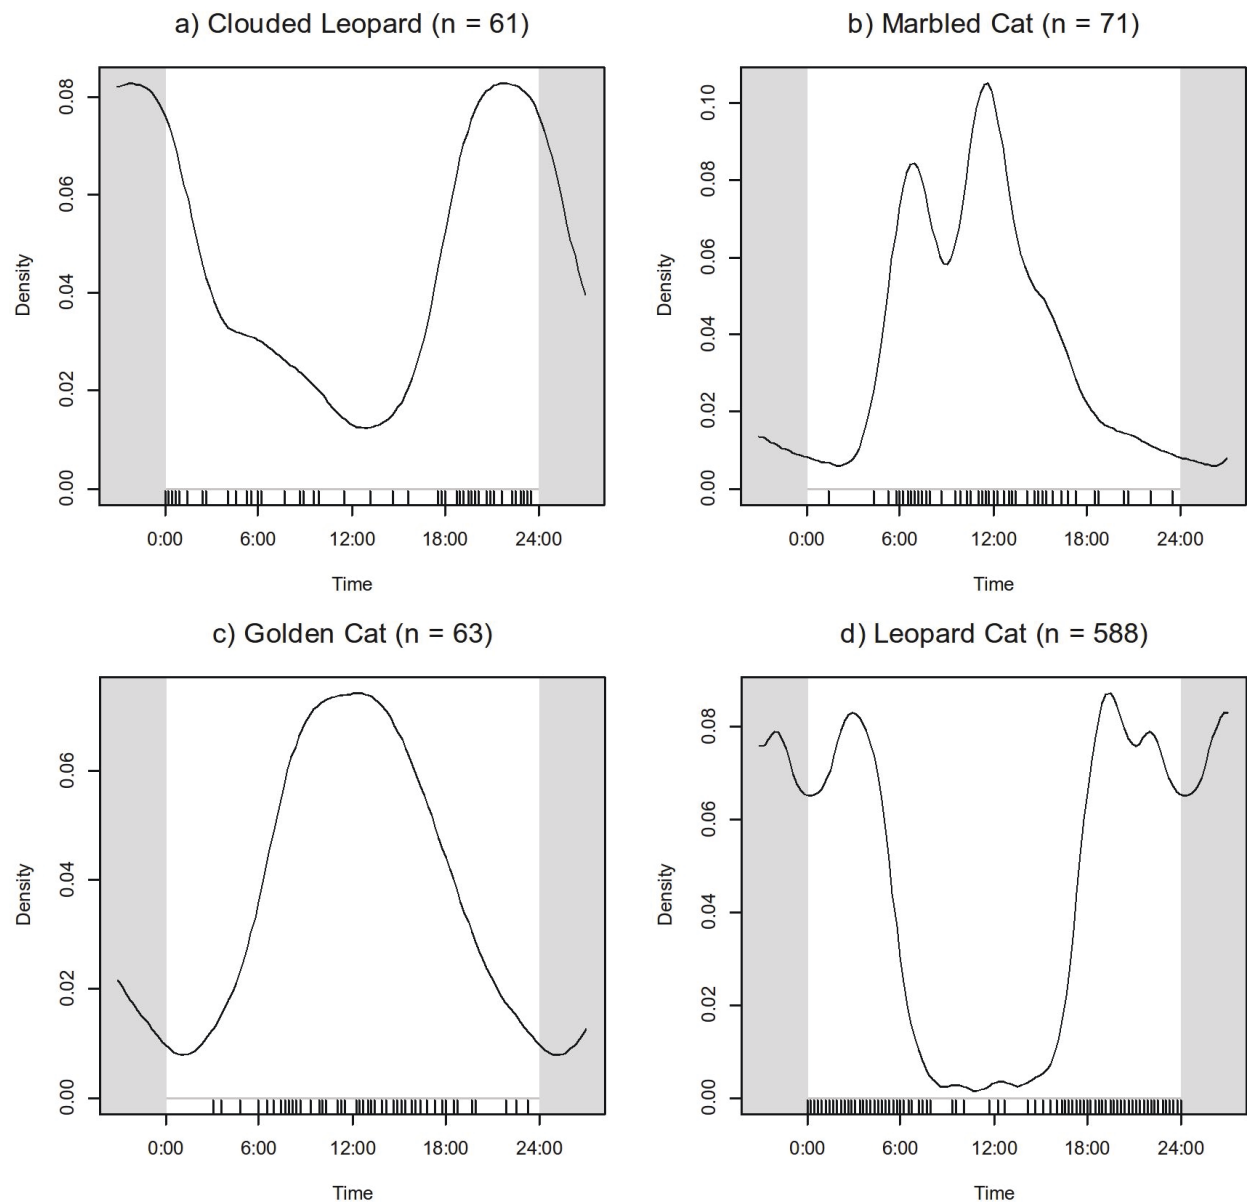 a) Clouded Leopard (n = 61)
Density
0.00 0.02 0.04 0.06 0.08
0:00 6:00 12:00 18:00 24:00
Time
b) Marbled Cat (n = 71)
Density
0.00 0.02 0.04 0.06 0.08 0.10
0:00 6:00 12:00 18:00 24:00
Time
c) Golden Cat (n = 63)
Density
0.00 0.02 0.04 0.06
0:00 6:00 12:00 18:00 24:00
Time
d) Leopard Cat (n = 588)
Density
0.00 0.02 0.04 0.06 0.08
0:00 6:00 12:00 18:00 24:00
Time